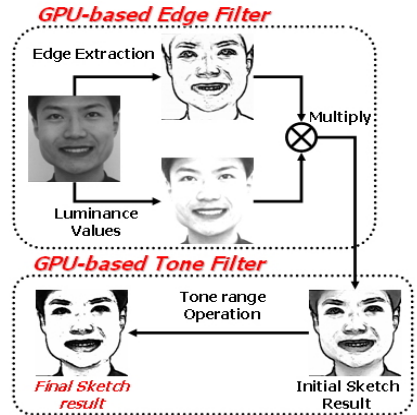 GPU-based Edge Filter
Edge Extraction
Multiply
Luminance
Values
GPU-based Tone Filter
Tone range
Operation
Final Sketch
result
Initial Sketch
Result